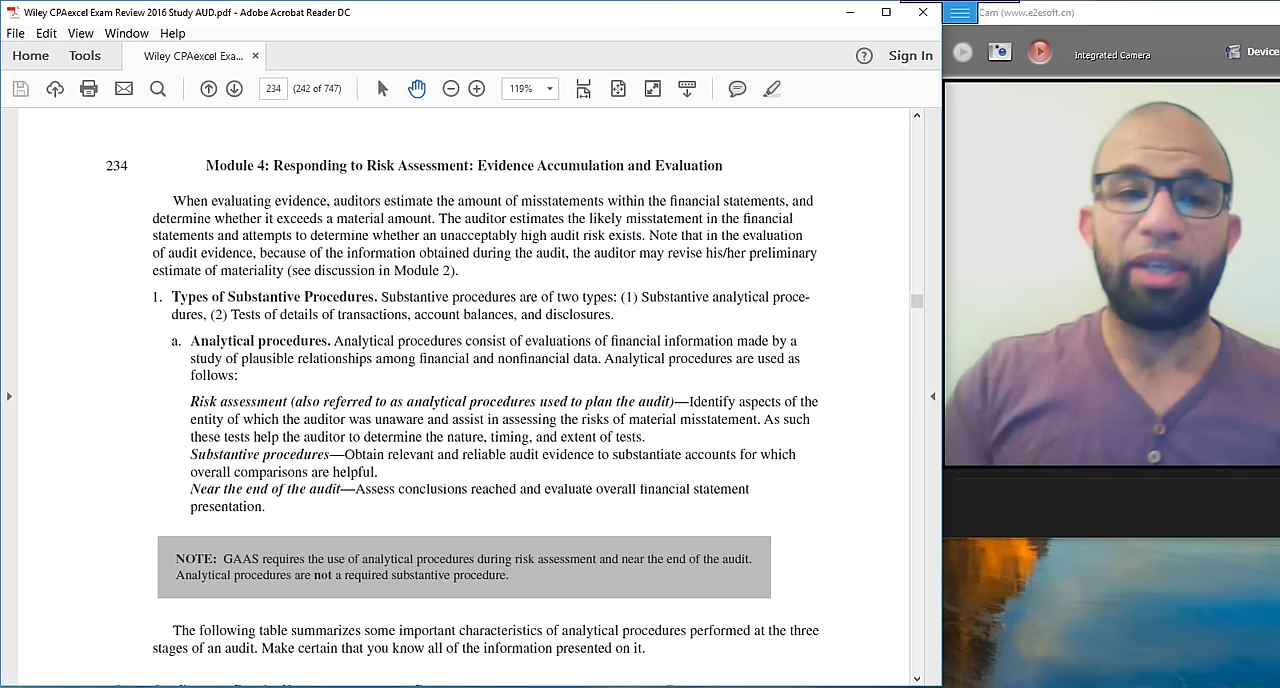 Wiley CPAexcel Exam Review 2016 Study AUD.pdf - Adobe Acrobat Reader DC
Cam (www.e2esoft.cn)
File Edit View Window Help
Home Tools Wiley CPAexcel Exa... × ? Sign In
Integrated Camera
Device
234 (242 of 747) 119%
234 Module 4: Responding to Risk Assessment: Evidence Accumulation and Evaluation
When evaluating evidence, auditors estimate the amount of misstatements within the financial statements, and
determine whether it exceeds a material amount. The auditor estimates the likely misstatement in the financial
statements and attempts to determine whether an unacceptably high audit risk exists. Note that in the evaluation
of audit evidence, because of the information obtained during the audit, the auditor may revise his/her preliminary
estimate of materiality (see discussion in Module 2).
1. Types of Substantive Procedures. Substantive procedures are of two types: (1) Substantive analytical proce-
dures, (2) Tests of details of transactions, account balances, and disclosures.
a. Analytical procedures. Analytical procedures consist of evaluations of financial information made by a
study of plausible relationships among financial and nonfinancial data. Analytical procedures are used as
follows:
Risk assessment (also referred to as analytical procedures used to plan the audit)—Identify aspects of the
entity of which the auditor was unaware and assist in assessing the risks of material misstatement. As such
these tests help the auditor to determine the nature, timing, and extent of tests.
Substantive procedures—Obtain relevant and reliable audit evidence to substantiate accounts for which
overall comparisons are helpful.
Near the end of the audit—Assess conclusions reached and evaluate overall financial statement
presentation.
NOTE: GAAS requires the use of analytical procedures during risk assessment and near the end of the audit.
Analytical procedures are not a required substantive procedure.
The following table summarizes some important characteristics of analytical procedures performed at the three
stages of an audit. Make certain that you know all of the information presented on it.